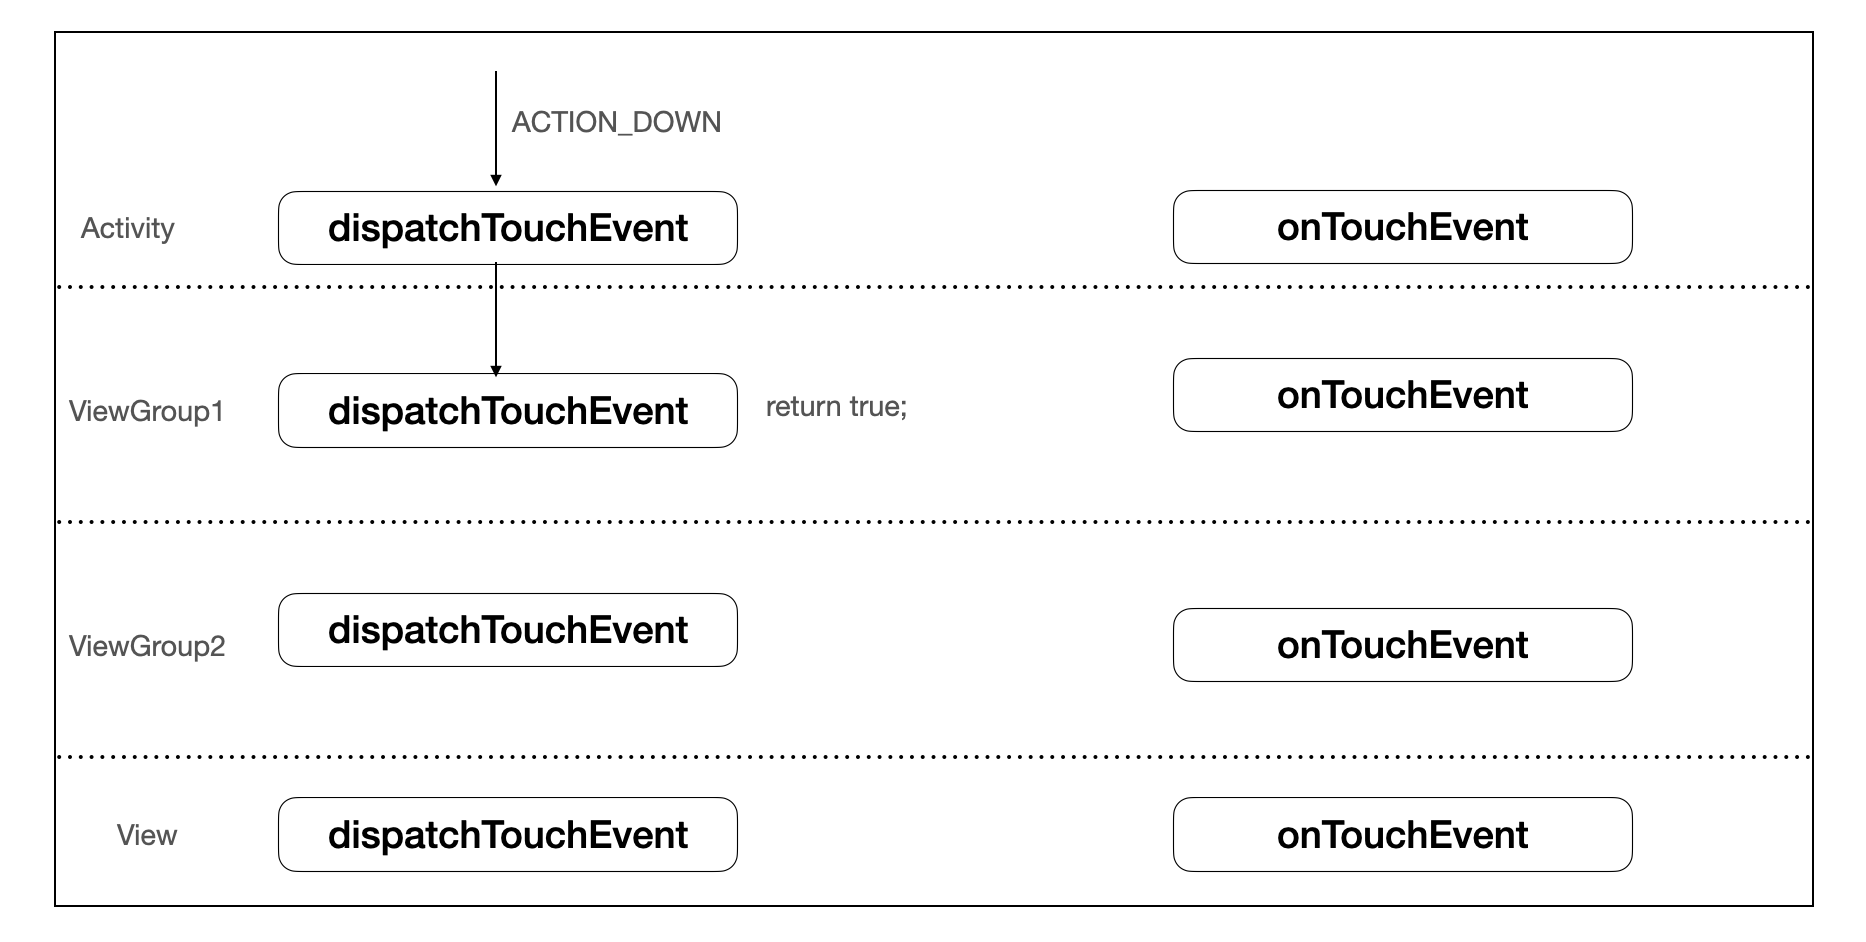 ACTION_DOWN
Activity
dispatchTouchEvent
onTouchEvent
ViewGroup1
dispatchTouchEvent
return true;
onTouchEvent
ViewGroup2
dispatchTouchEvent
onTouchEvent
View
dispatchTouchEvent
onTouchEvent